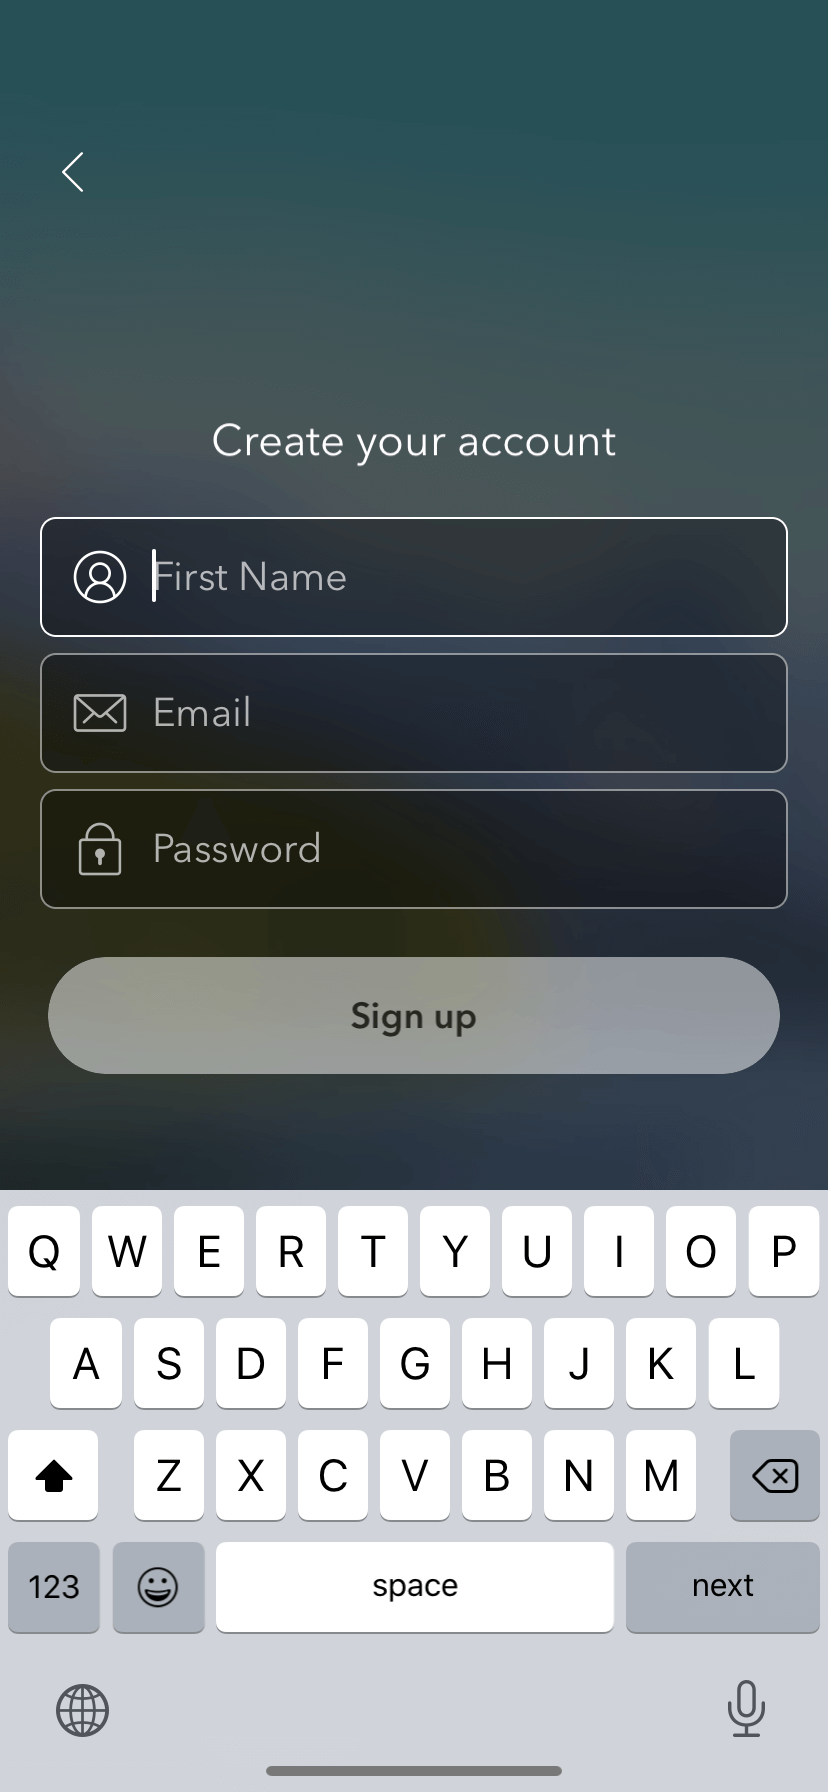 Create your account
First Name
Email
Password
Sign up
Q W E R T Y U I O P
A S D F G H J K L
Z X C V B N M
123 space next